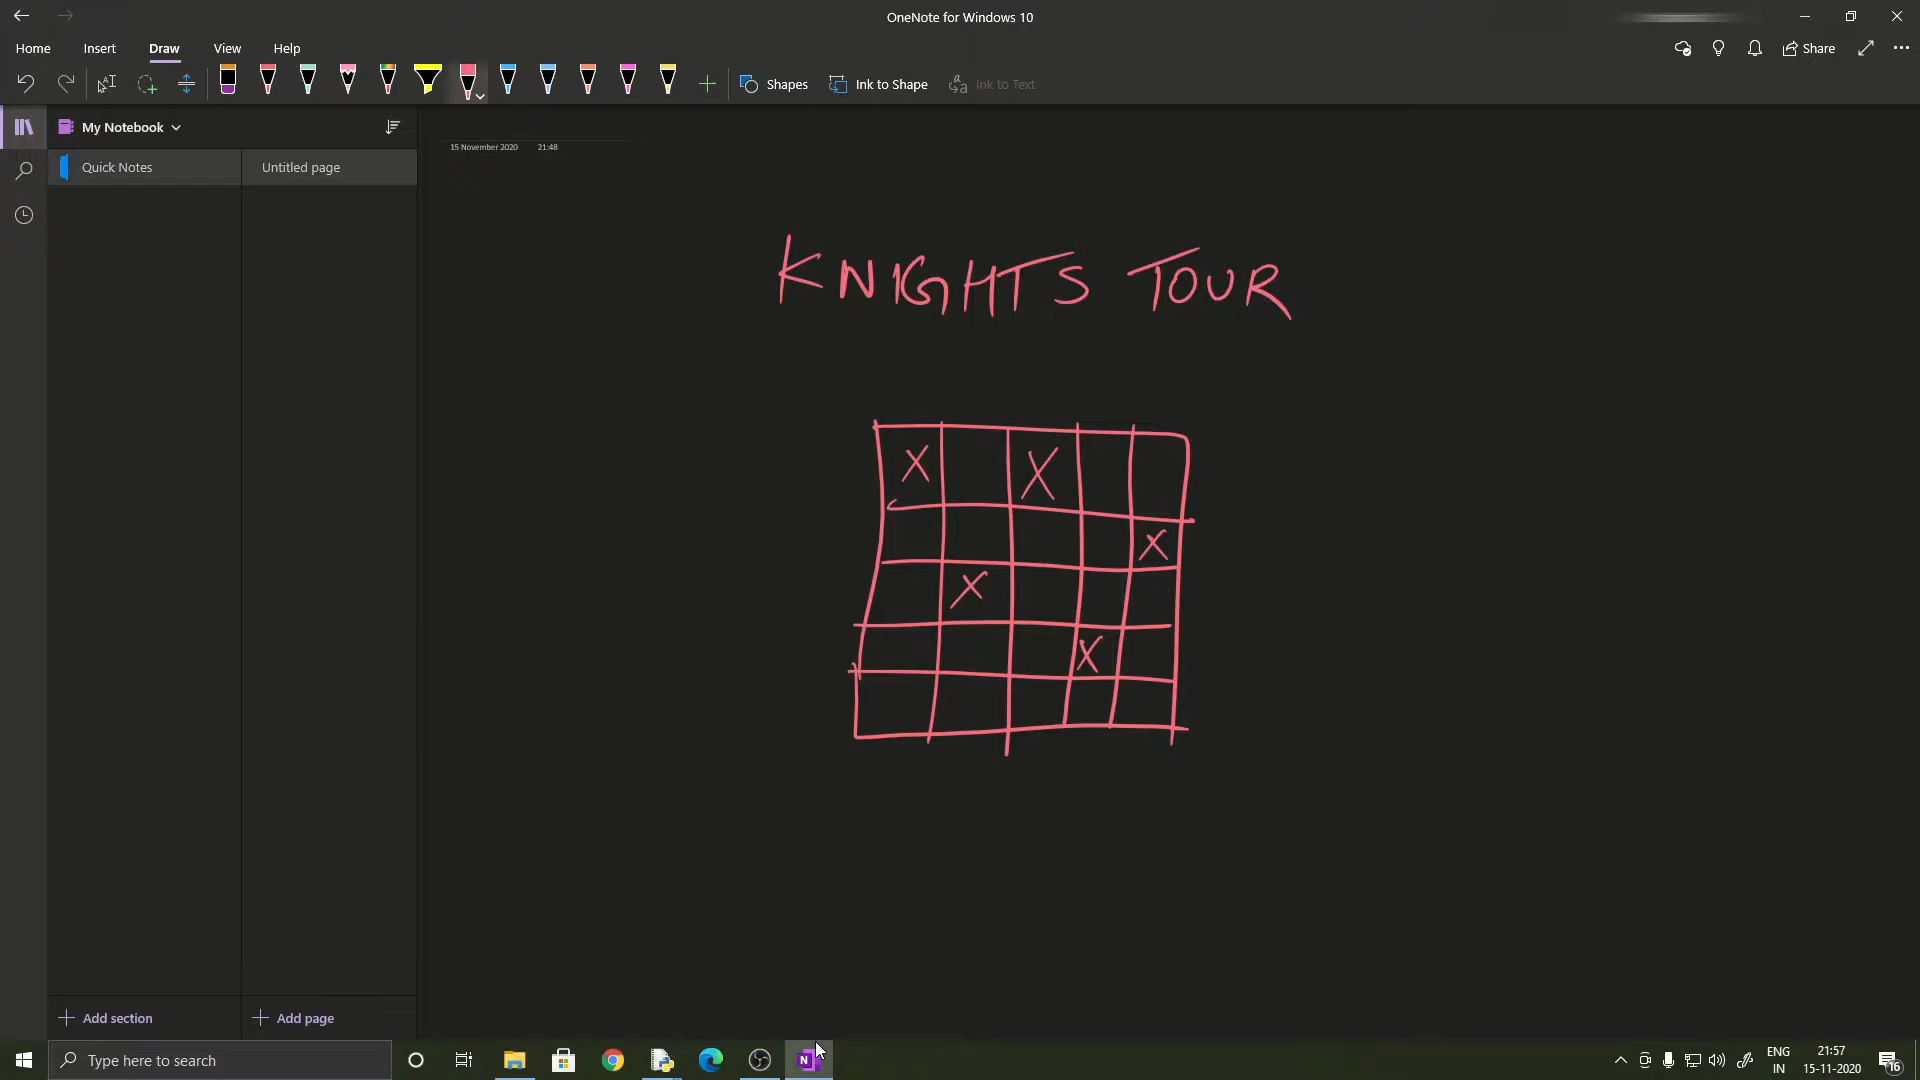 OneNote for Windows 10
Home Insert Draw View Help
Share
Shapes Ink to Shape Ink to Text
My Notebook
Quick Notes Untitled page
15 November 2020 21:48
KNIGHTS TOUR
X X
X
X
X
Add section Add page
Type here to search
ENG 21:57
IN 15-11-2020 16